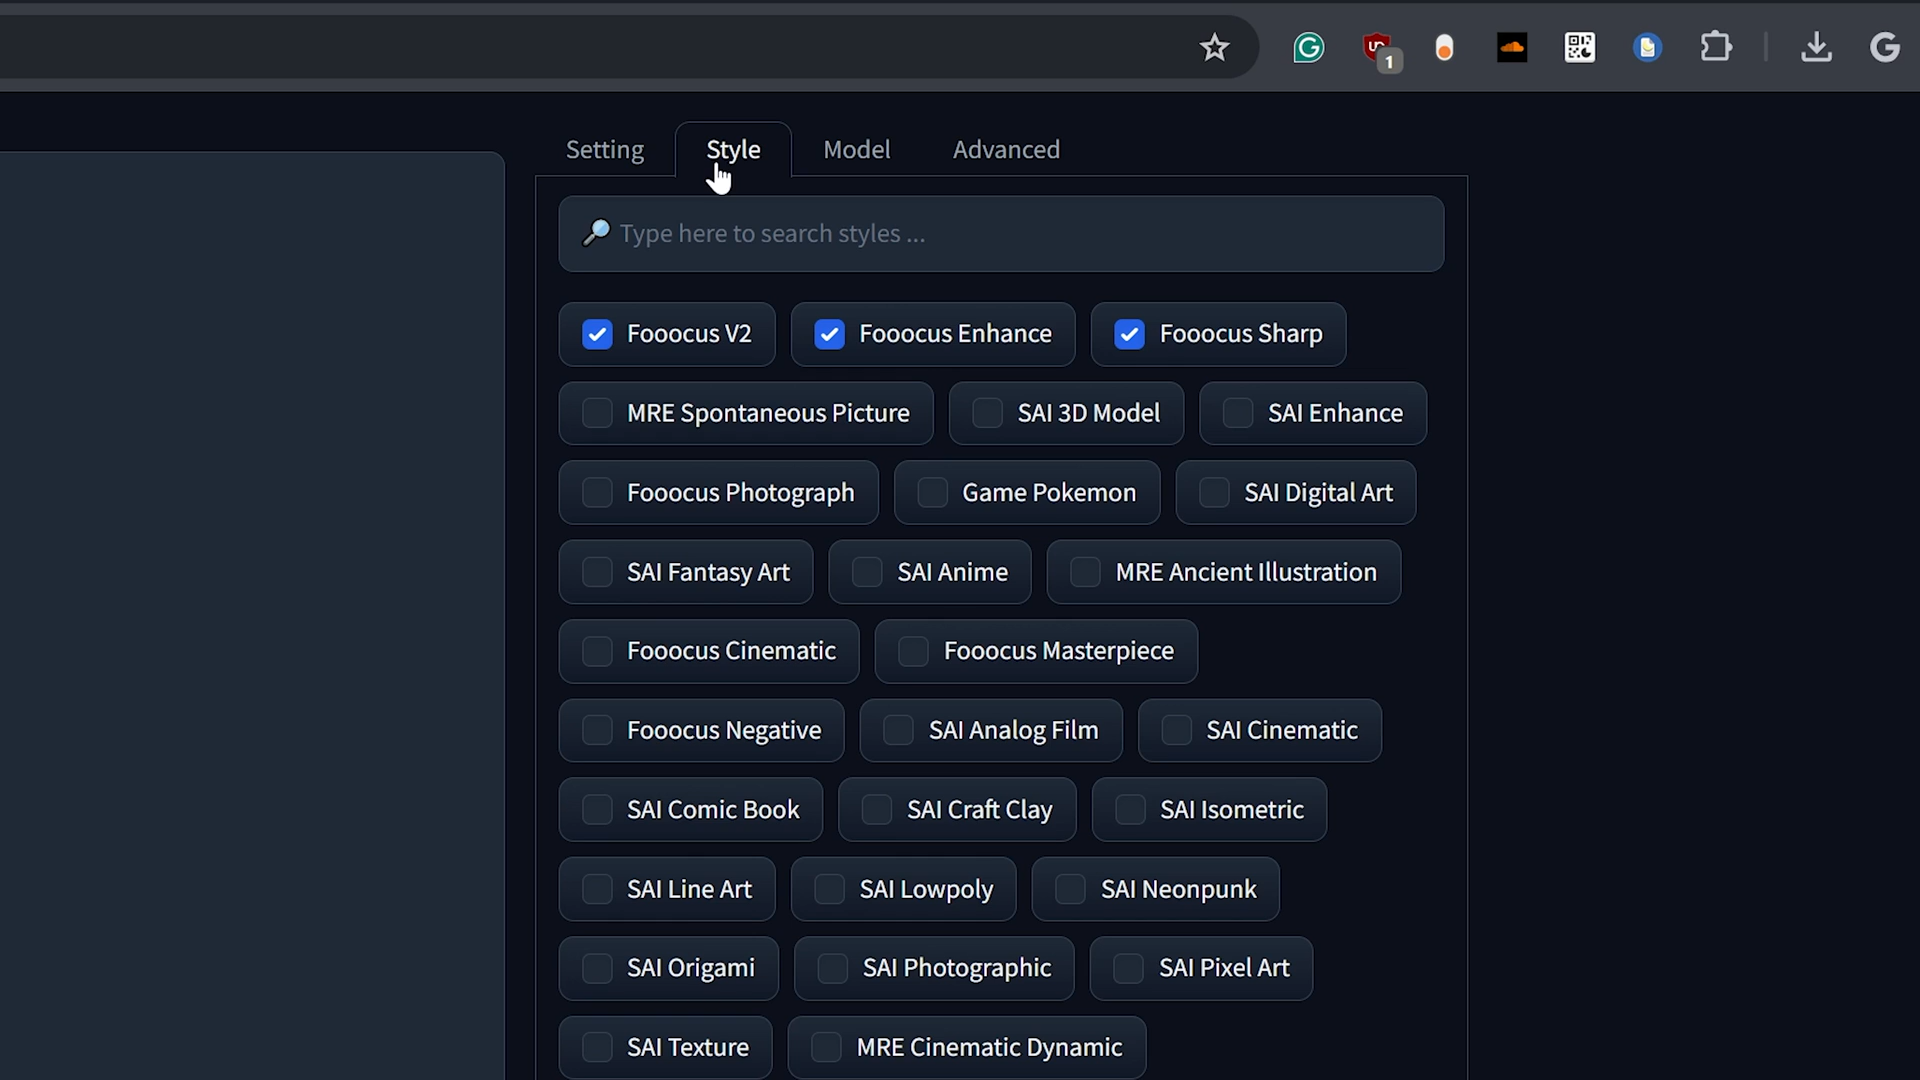 1
Setting Style Model Advanced
🔎 Type here to search styles ...
Fooocus V2 Fooocus Enhance Fooocus Sharp
MRE Spontaneous Picture SAI 3D Model SAI Enhance
Fooocus Photograph Game Pokemon SAI Digital Art
SAI Fantasy Art SAI Anime MRE Ancient Illustration
Fooocus Cinematic Fooocus Masterpiece
Fooocus Negative SAI Analog Film SAI Cinematic
SAI Comic Book SAI Craft Clay SAI Isometric
SAI Line Art SAI Lowpoly SAI Neonpunk
SAI Origami SAI Photographic SAI Pixel Art
SAI Texture MRE Cinematic Dynamic